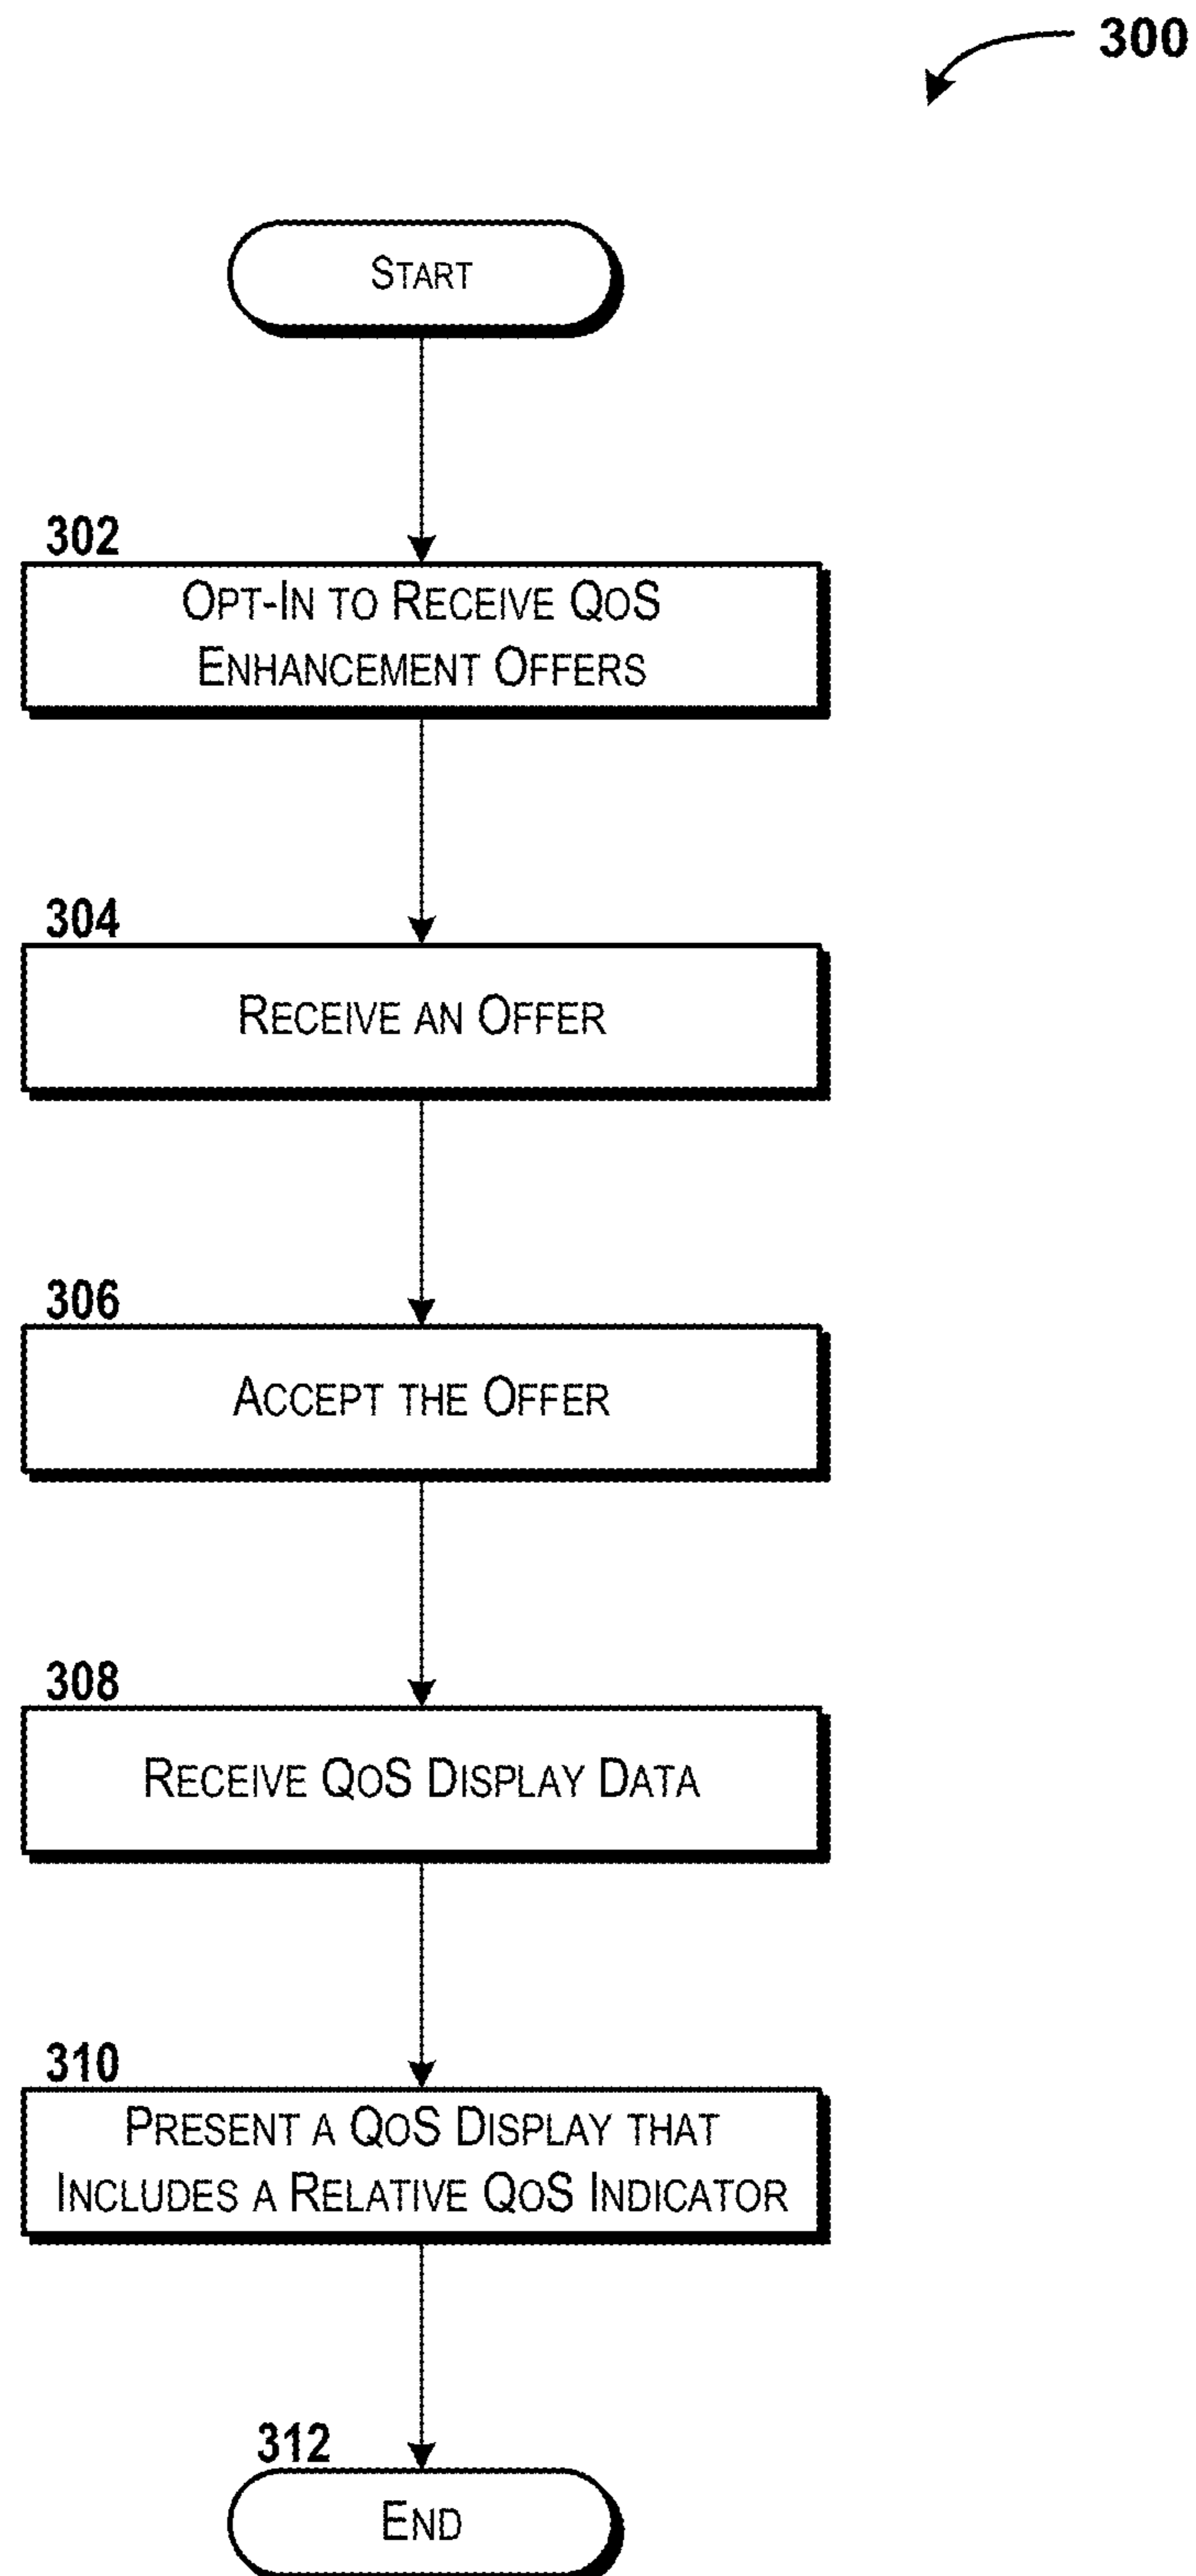 300
START
302
OPT-IN TO RECEIVE QOS
ENHANCEMENT OFFERS
304
RECEIVE AN OFFER
306
ACCEPT THE OFFER
308
RECEIVE QOS DISPLAY DATA
310
PRESENT A QOS DISPLAY THAT
INCLUDES A RELATIVE QOS INDICATOR
312
END